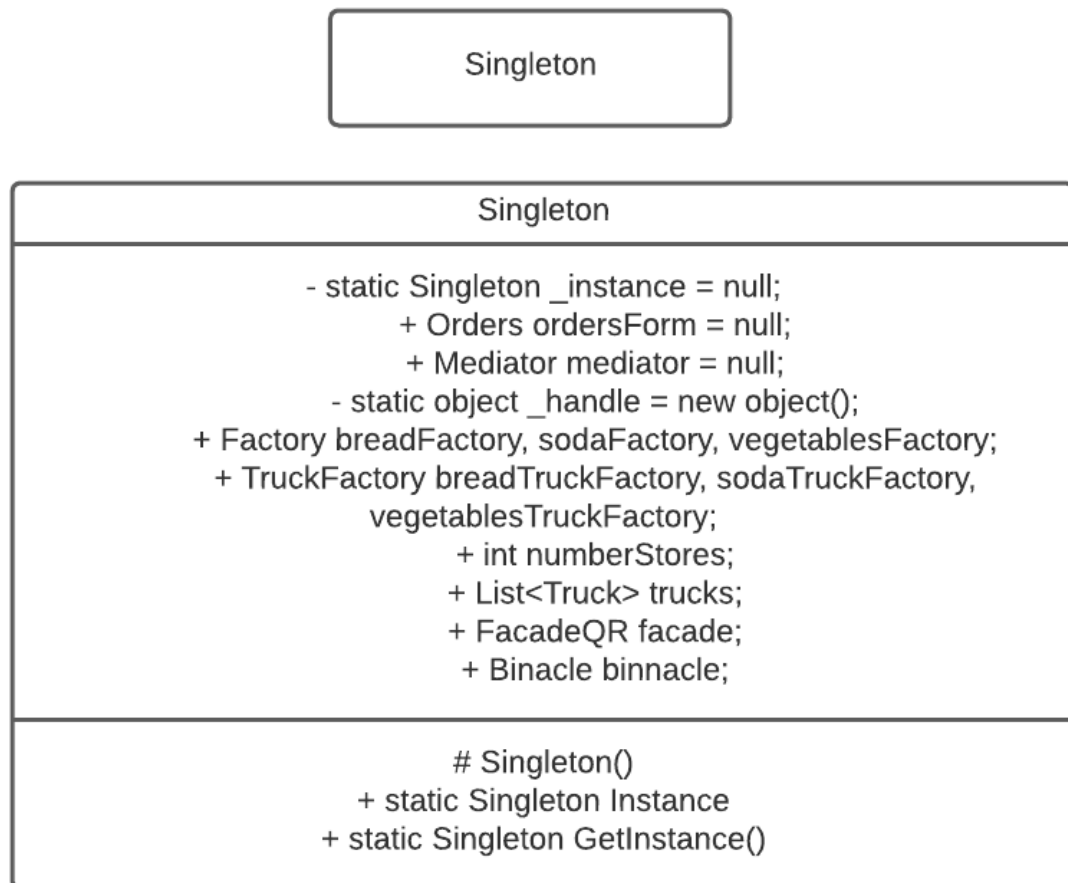 Singleton
Singleton
- static Singleton _instance = null;
+ Orders ordersForm = null;
+ Mediator mediator = null;
- static object _handle = new object();
+ Factory breadFactory, sodaFactory, vegetablesFactory;
+ TruckFactory breadTruckFactory, sodaTruckFactory,
vegetablesTruckFactory;
+ int numberStores;
+ List<Truck> trucks;
+ FacadeQR facade;
+ Binacle binnacle;
# Singleton()
+ static Singleton Instance
+ static Singleton GetInstance()